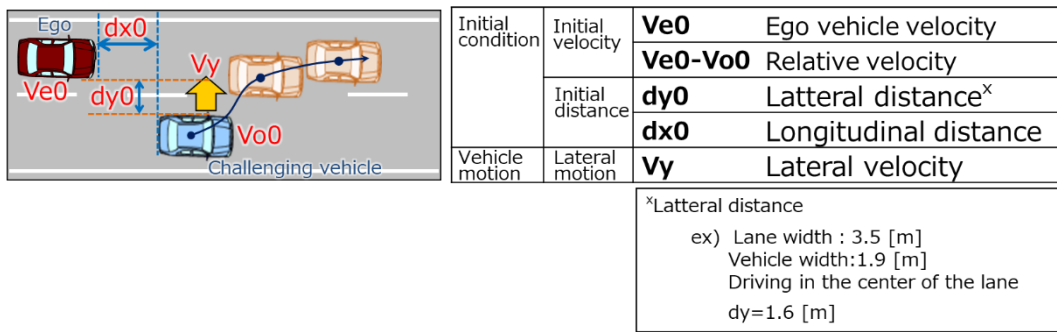 Ego
dx0
Vy
Ve0
dy0
Vo0
Challenging vehicle
Initial condition
Initial velocity
Ve0 Ego vehicle velocity
Ve0-Vo0 Relative velocity
Initial distance
dy0 Latteral distancex
dx0 Longitudinal distance
Vehicle motion
Lateral motion
Vy Lateral velocity
xLatteral distance
ex) Lane width : 3.5 [m]
Vehicle width:1.9 [m]
Driving in the center of the lane
dy=1.6 [m]